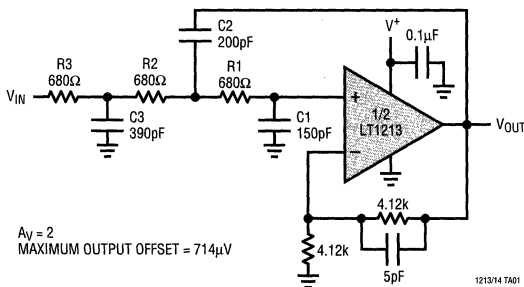 C2
200pF
V+
0.1µF
R3
680Ω
R2
680Ω
R1
680Ω
VIN
+
1/2
LT1213
−
VOUT
C3
390pF
C1
150pF
4.12k
4.12k
5pF
AV = 2
MAXIMUM OUTPUT OFFSET = 714µV
1213/14 TA01